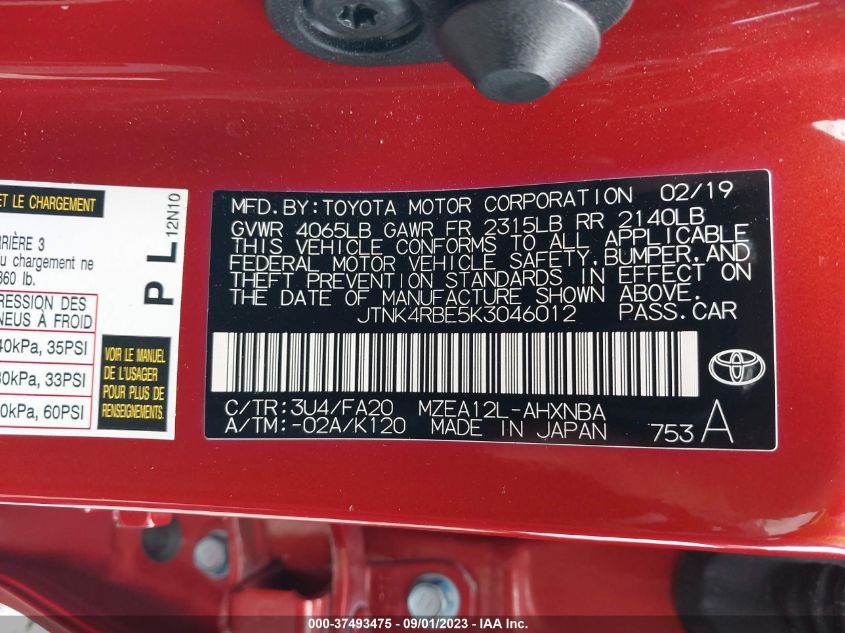 ET LE CHARGEMENT
RIÈRE 3
u chargement ne
360 lb.
RESSION DES
NEUS À FROID
40kPa, 35PSI
30kPa, 33PSI
0kPa, 60PSI
VOIR LE MANUEL
DE L'USAGER
POUR PLUS DE
RENSEIGNEMENTS.
P L
12N10
MFD.BY:TOYOTA MOTOR CORPORATION 02/19
GVWR 4065LB GAWR FR 2315LB RR 2140LB
THIS VEHICLE CONFORMS TO ALL APPLICABLE
FEDERAL MOTOR VEHICLE SAFETY,BUMPER,AND
THEFT PREVENTION STANDARDS IN EFFECT ON
THE DATE OF MANUFACTURE SHOWN ABOVE.
JTNK4RBE5K3046012 PASS.CAR
C/TR:3U4/FA20 MZEA12L-AHXNBA
A/TM:-02A/K120 MADE IN JAPAN 753A
000-37493475 - 09/01/2023 - IAA Inc.